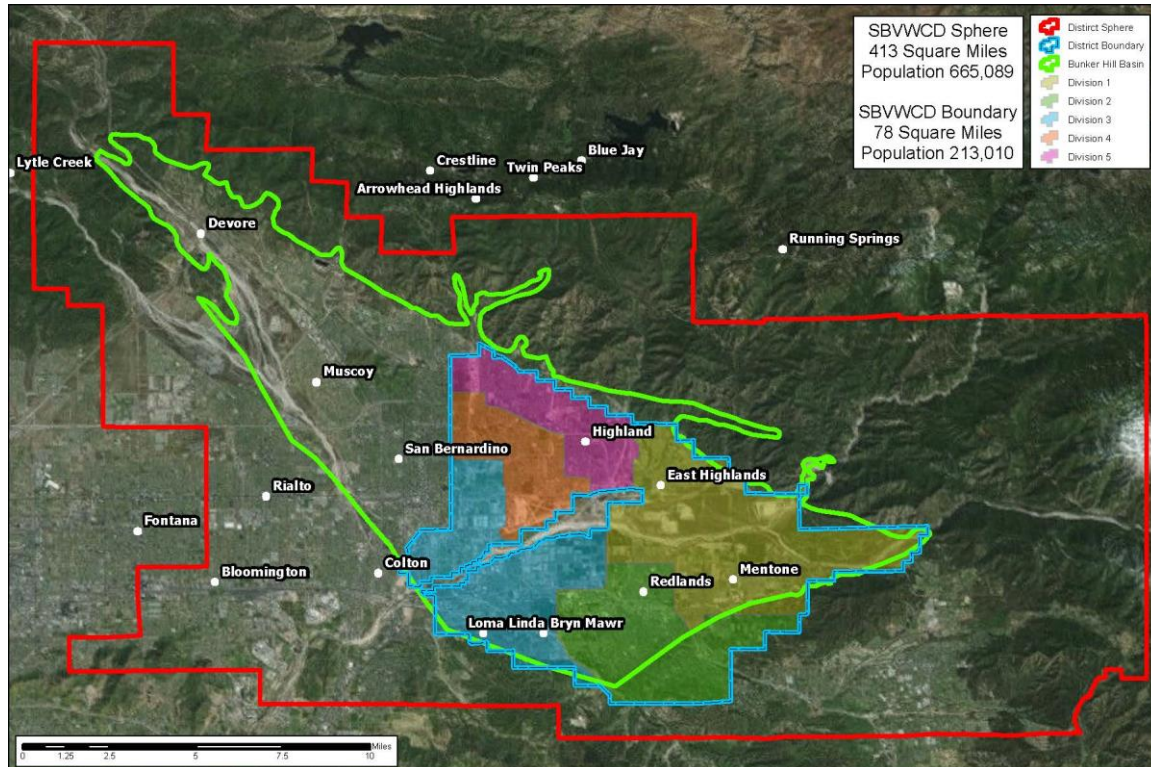 SBVWCD Sphere
413 Square Miles
Population 665,089
SBVWCD Boundary
78 Square Miles
Population 213,010
Distirct Sphere
District Boundary
Bunker Hill Basin
Division 1
Division 2
Division 3
Division 4
Division 5
Lytle Creek
Crestline
Blue Jay
Twin Peaks
Arrowhead Highlands
Devore
Running Springs
Muscoy
Highland
San Bernardino
East Highlands
Rialto
Fontana
Colton
Bloomington
Redlands
Mentone
Loma Linda
Bryn Mawr
Miles
0 1.25 2.5 5 7.5 10